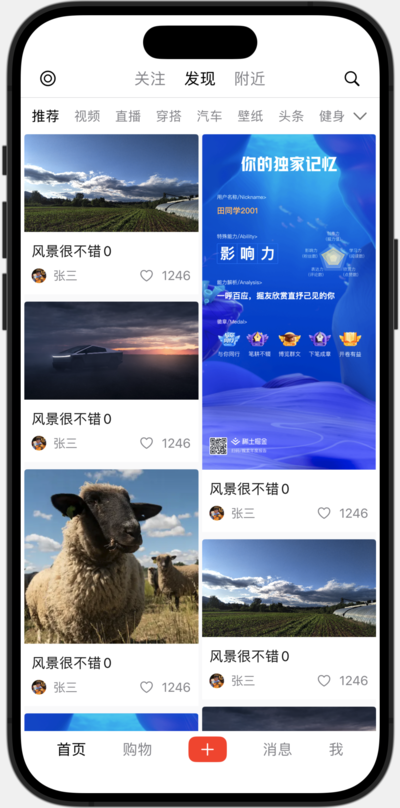 关注 发现 附近
推荐 视频 直播 穿搭 汽车 壁纸 头条 健身
风景很不错 0
张三 1246
风景很不错 0
张三 1246
风景很不错 0
张三 1246
你的独家记忆
用户名称/Nickname>
田同学2001
特殊能力/Ability>
影响力
能力解析/Analysis>
一呼百应，掘友欣赏直抒己见的你
徽章/Medal>
与你同行 笔耕不辍 博览群文 下笔成章 开卷有益
稀土掘金
风景很不错 0
张三 1246
风景很不错 0
张三 1246
首页 购物 消息 我